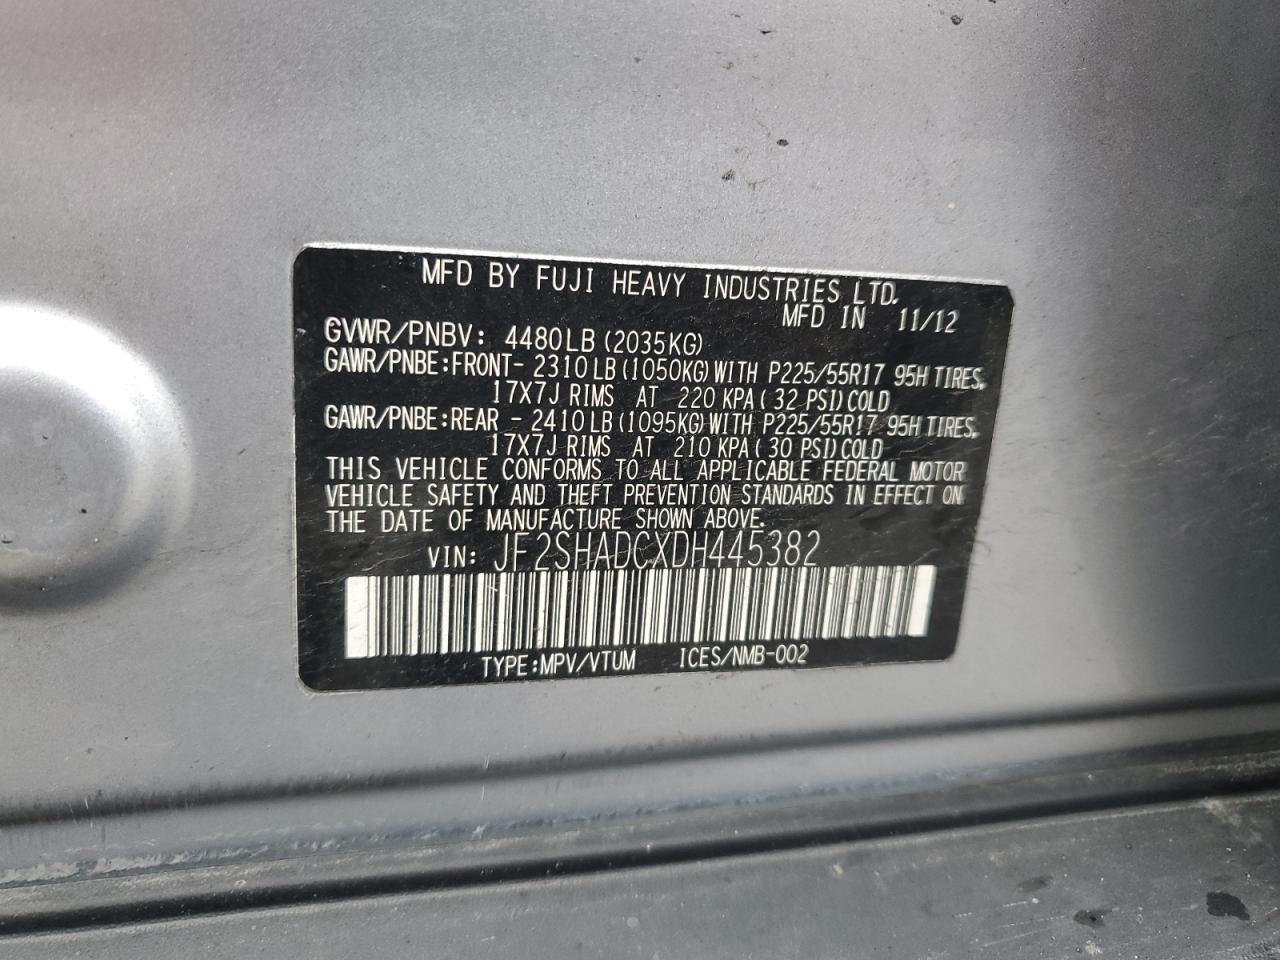 MFD BY FUJI HEAVY INDUSTRIES LTD.
MFD IN 11/12
GVWR/PNBV: 4480LB (2035KG)
GAWR/PNBE:FRONT- 2310LB (1050KG) WITH P225/55R17 95H TIRES,
17X7J RIMS AT 220 KPA ( 32 PSI) COLD
GAWR/PNBE:REAR - 2410LB (1095KG) WITH P225/55R17 95H TIRES,
17X7J RIMS AT 210 KPA ( 30 PSI) COLD
THIS VEHICLE CONFORMS TO ALL APPLICABLE FEDERAL MOTOR
VEHICLE SAFETY AND THEFT PREVENTION STANDARDS IN EFFECT ON
THE DATE OF MANUFACTURE SHOWN ABOVE.
VIN: JF2SHADCXDH445382
TYPE:MPV/VTUM ICES/NMB-002